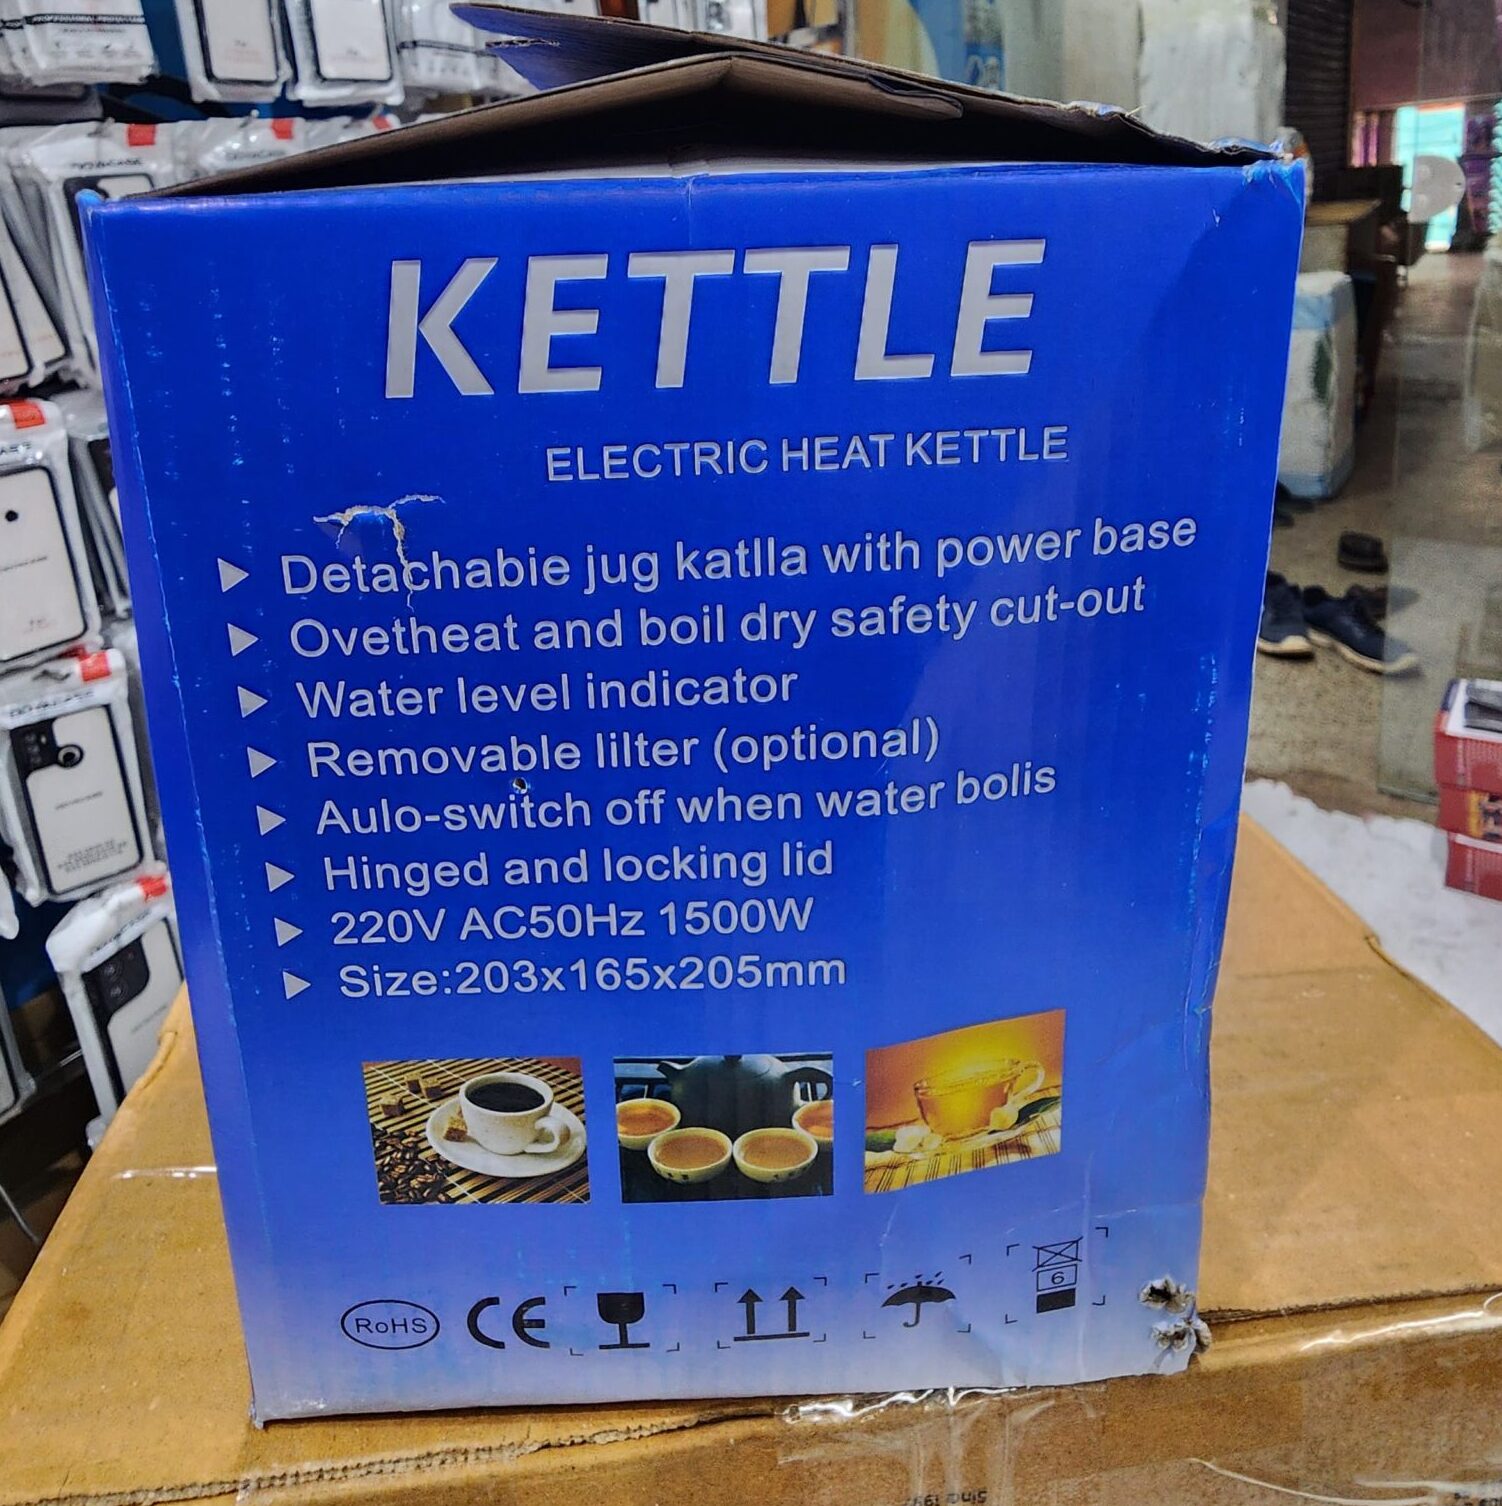 KETTLE
ELECTRIC HEAT KETTLE
Detachabie jug katlla with power base
Ovetheat and boil dry safety cut-out
Water level indicator
Removable lilter (optional)
Aulo-switch off when water bolis
Hinged and locking lid
220V AC50Hz 1500W
Size:203x165x205mm
RoHS CE
6